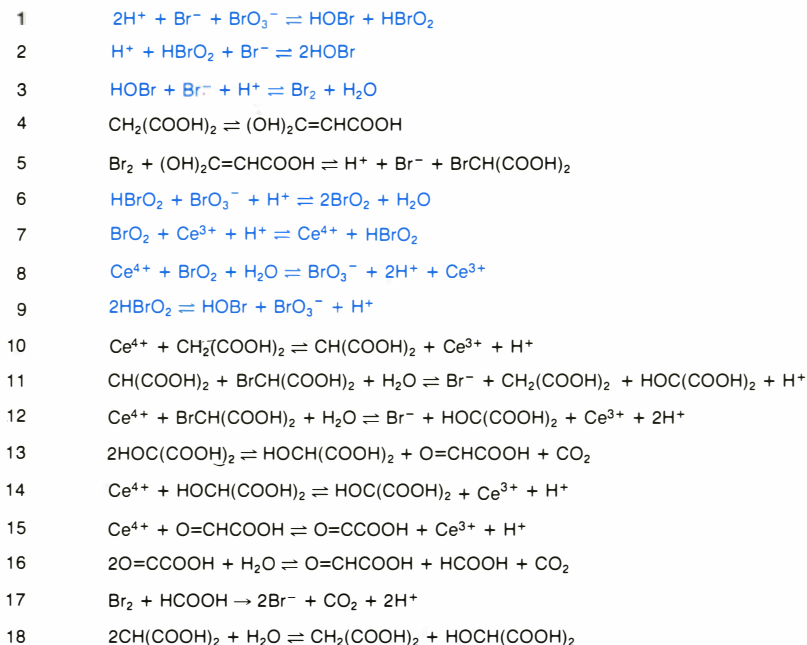 1 2H⁺ + Br⁻ + BrO₃⁻ ⇌ HOBr + HBrO₂
2 H⁺ + HBrO₂ + Br⁻ ⇌ 2HOBr
3 HOBr + Br⁻ + H⁺ ⇌ Br₂ + H₂O
4 CH₂(COOH)₂ ⇌ (OH)₂C=CHCOOH
5 Br₂ + (OH)₂C=CHCOOH ⇌ H⁺ + Br⁻ + BrCH(COOH)₂
6 HBrO₂ + BrO₃⁻ + H⁺ ⇌ 2BrO₂ + H₂O
7 BrO₂ + Ce³⁺ + H⁺ ⇌ Ce⁴⁺ + HBrO₂
8 Ce⁴⁺ + BrO₂ + H₂O ⇌ BrO₃⁻ + 2H⁺ + Ce³⁺
9 2HBrO₂ ⇌ HOBr + BrO₃⁻ + H⁺
10 Ce⁴⁺ + CH₂(COOH)₂ ⇌ CH(COOH)₂ + Ce³⁺ + H⁺
11 CH(COOH)₂ + BrCH(COOH)₂ + H₂O ⇌ Br⁻ + CH₂(COOH)₂ + HOC(COOH)₂ + H⁺
12 Ce⁴⁺ + BrCH(COOH)₂ + H₂O ⇌ Br⁻ + HOC(COOH)₂ + Ce³⁺ + 2H⁺
13 2HOC(COOH)₂ ⇌ HOCH(COOH)₂ + O=CHCOOH + CO₂
14 Ce⁴⁺ + HOCH(COOH)₂ ⇌ HOC(COOH)₂ + Ce³⁺ + H⁺
15 Ce⁴⁺ + O=CHCOOH ⇌ O=CCOOH + Ce³⁺ + H⁺
16 2O=CCOOH + H₂O ⇌ O=CHCOOH + HCOOH + CO₂
17 Br₂ + HCOOH → 2Br⁻ + CO₂ + 2H⁺
18 2CH(COOH)₂ + H₂O ⇌ CH₂(COOH)₂ + HOCH(COOH)₂